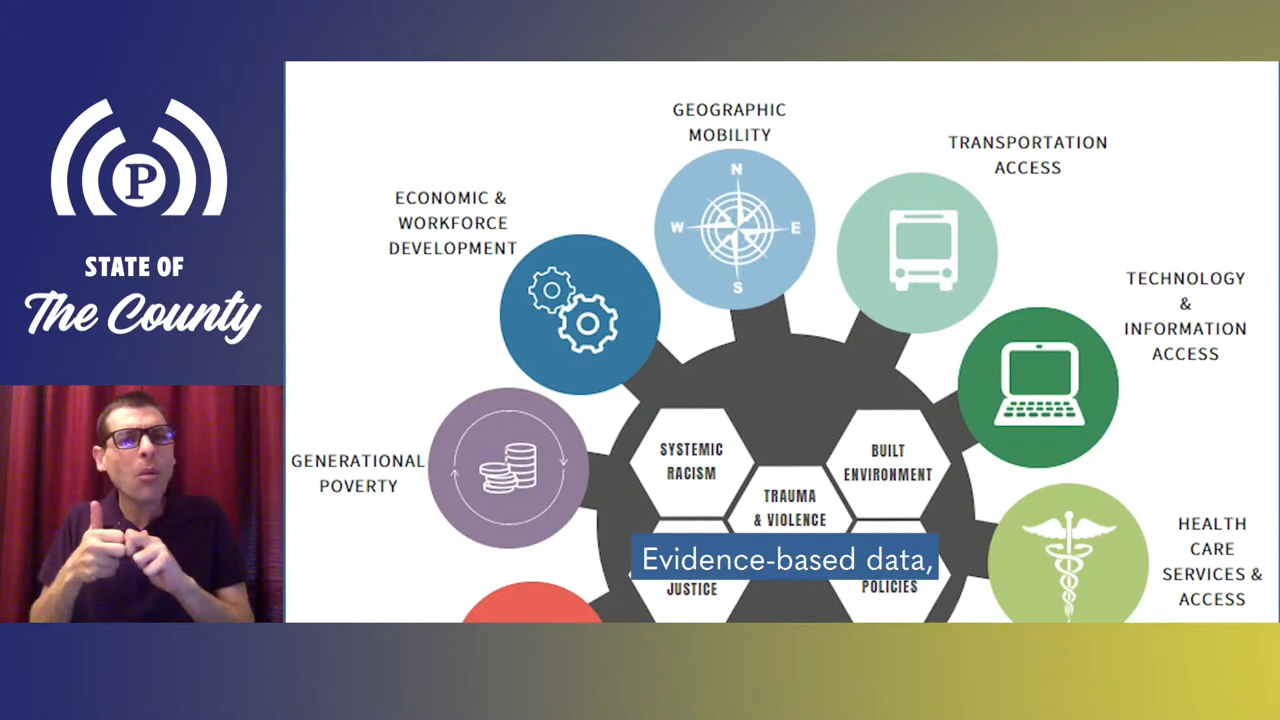 P
STATE OF
The County
GEOGRAPHIC
MOBILITY
TRANSPORTATION
ACCESS
ECONOMIC &
WORKFORCE
DEVELOPMENT
N
W
E
S
TECHNOLOGY
&
INFORMATION
ACCESS
GENERATIONAL
POVERTY
SYSTEMIC
RACISM
BUILT
ENVIRONMENT
TRAUMA
& VIOLENCE
HEALTH
CARE
SERVICES &
ACCESS
Evidence-based data,
JUSTICE
POLICIES